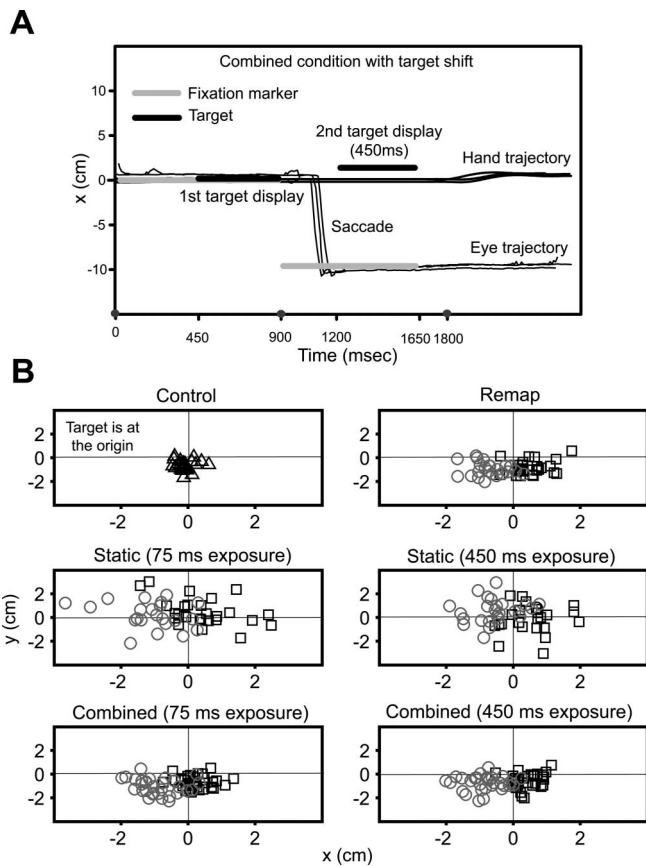 A
Combined condition with target shift
Fixation marker
Target
2nd target display
(450ms)
Hand trajectory
1st target display
Saccade
Eye trajectory
x (cm)
10
5
0
-5
-10
0 450 900 1200 1650 1800
Time (msec)
B
Control
Remap
Target is at
the origin
2
0
-2
-2 0 2
2
0
-2
-2 0 2
Static (75 ms exposure)
Static (450 ms exposure)
y (cm)
2
0
-2
-2 0 2
2
0
-2
-2 0 2
Combined (75 ms exposure)
Combined (450 ms exposure)
2
0
-2
-2 0 2
2
0
-2
-2 0 2
x (cm)